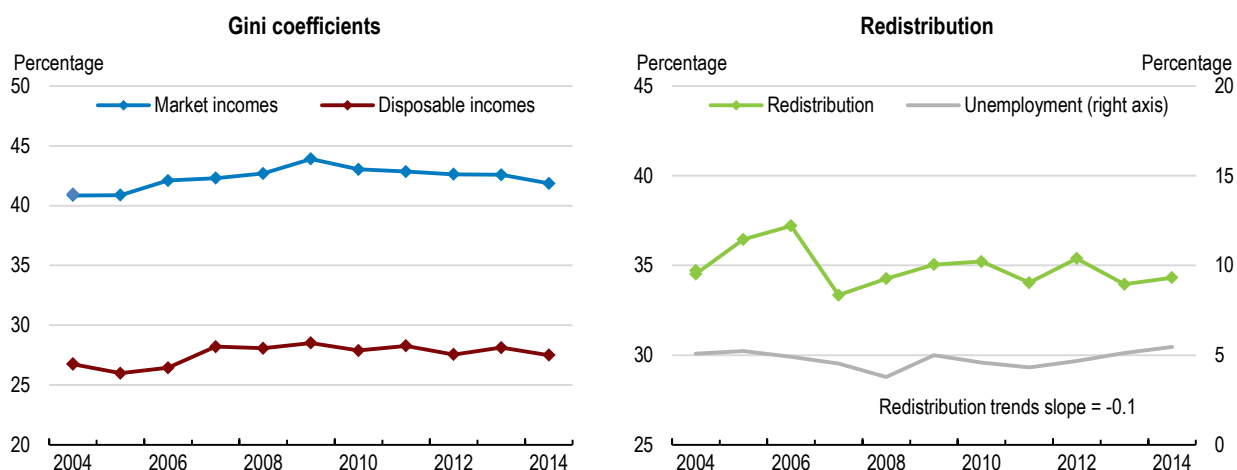 Gini coefficients
Percentage
50
Market incomes
Disposable incomes
45
40
35
30
25
20
2004
2006
2008
2010
2012
2014
Redistribution
Percentage
Percentage
45
20
Redistribution
Unemployment (right axis)
40
15
35
10
30
5
Redistribution trends slope = -0.1
25
0
2004
2006
2008
2010
2012
2014